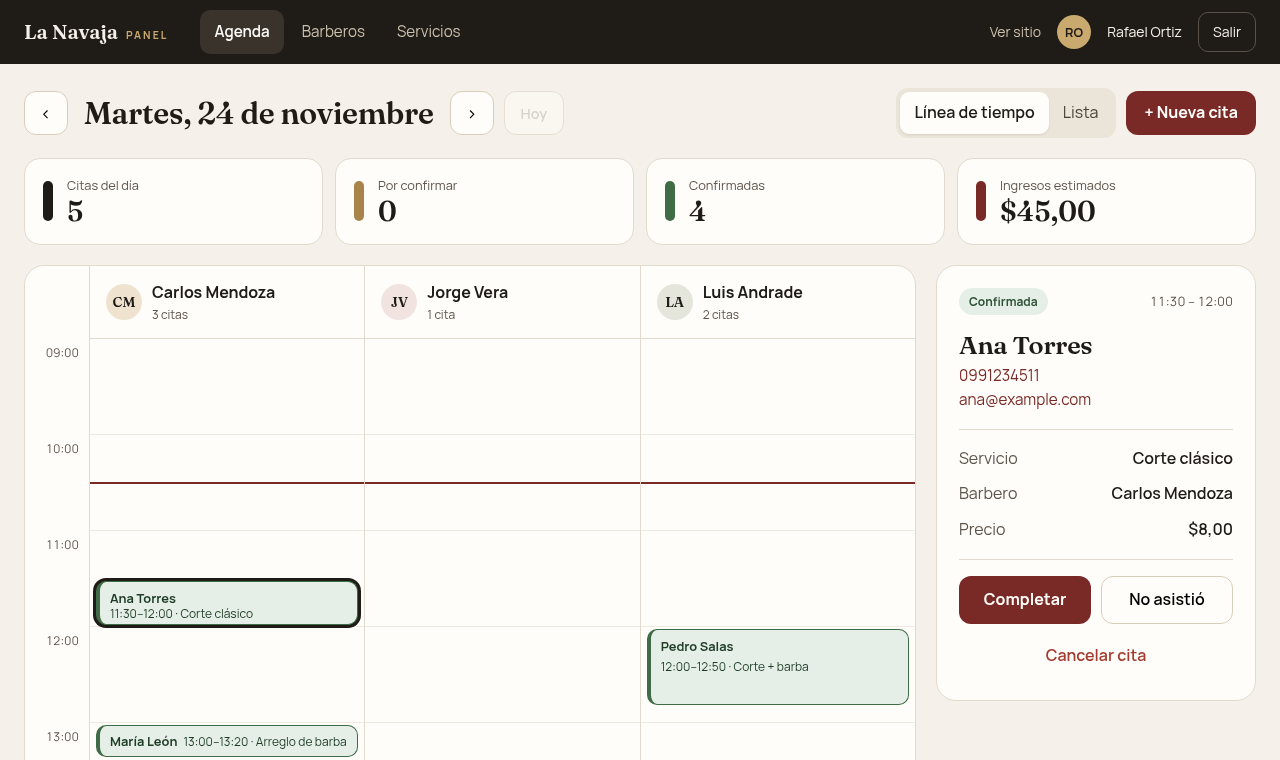 La Navaja PANEL
Agenda
Barberos
Servicios
Ver sitio
RO
Rafael Ortiz
Salir
‹
Martes, 24 de noviembre
›
Hoy
Línea de tiempo
Lista
+ Nueva cita
Citas del día
5
Por confirmar
0
Confirmadas
4
Ingresos estimados
$45,00
CM
Carlos Mendoza
3 citas
JV
Jorge Vera
1 cita
LA
Luis Andrade
2 citas
09:00
10:00
11:00
Ana Torres
11:30–12:00 · Corte clásico
12:00
Pedro Salas
12:00–12:50 · Corte + barba
13:00
María León 13:00–13:20 · Arreglo de barba
Confirmada
11:30 – 12:00
Ana Torres
0991234511
ana@example.com
Servicio
Corte clásico
Barbero
Carlos Mendoza
Precio
$8,00
Completar
No asistió
Cancelar cita